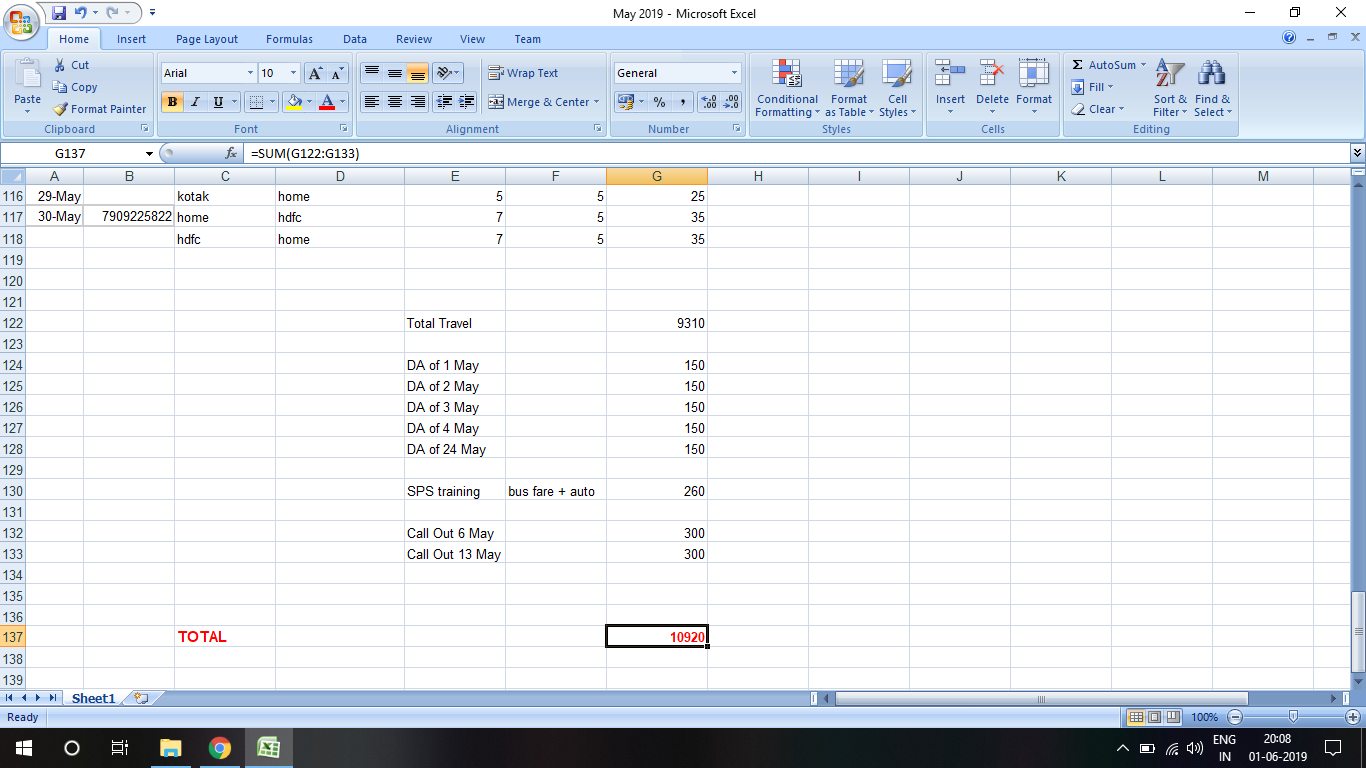 May 2019 - Microsoft Excel
Home Insert Page Layout Formulas Data Review View Team
Paste
Cut
Copy
Format Painter
Clipboard
Arial 10
B I U
Font
Wrap Text
Merge & Center
Alignment
General
% ,
Number
Conditional Formatting
Format as Table
Cell Styles
Styles
Insert Delete Format
Cells
Σ AutoSum
Fill
Clear
Sort & Filter
Find & Select
Editing
G137 fx =SUM(G122:G133)
A B C D E F G H I J K L M
116 29-May kotak home 5 5 25
117 30-May 7909225822 home hdfc 7 5 35
118 hdfc home 7 5 35
119
120
121
122 Total Travel 9310
123
124 DA of 1 May 150
125 DA of 2 May 150
126 DA of 3 May 150
127 DA of 4 May 150
128 DA of 24 May 150
129
130 SPS training bus fare + auto 260
131
132 Call Out 6 May 300
133 Call Out 13 May 300
134
135
136
137 TOTAL 10920
138
139
Sheet1
Ready 100%
ENG 20:08
IN 01-06-2019